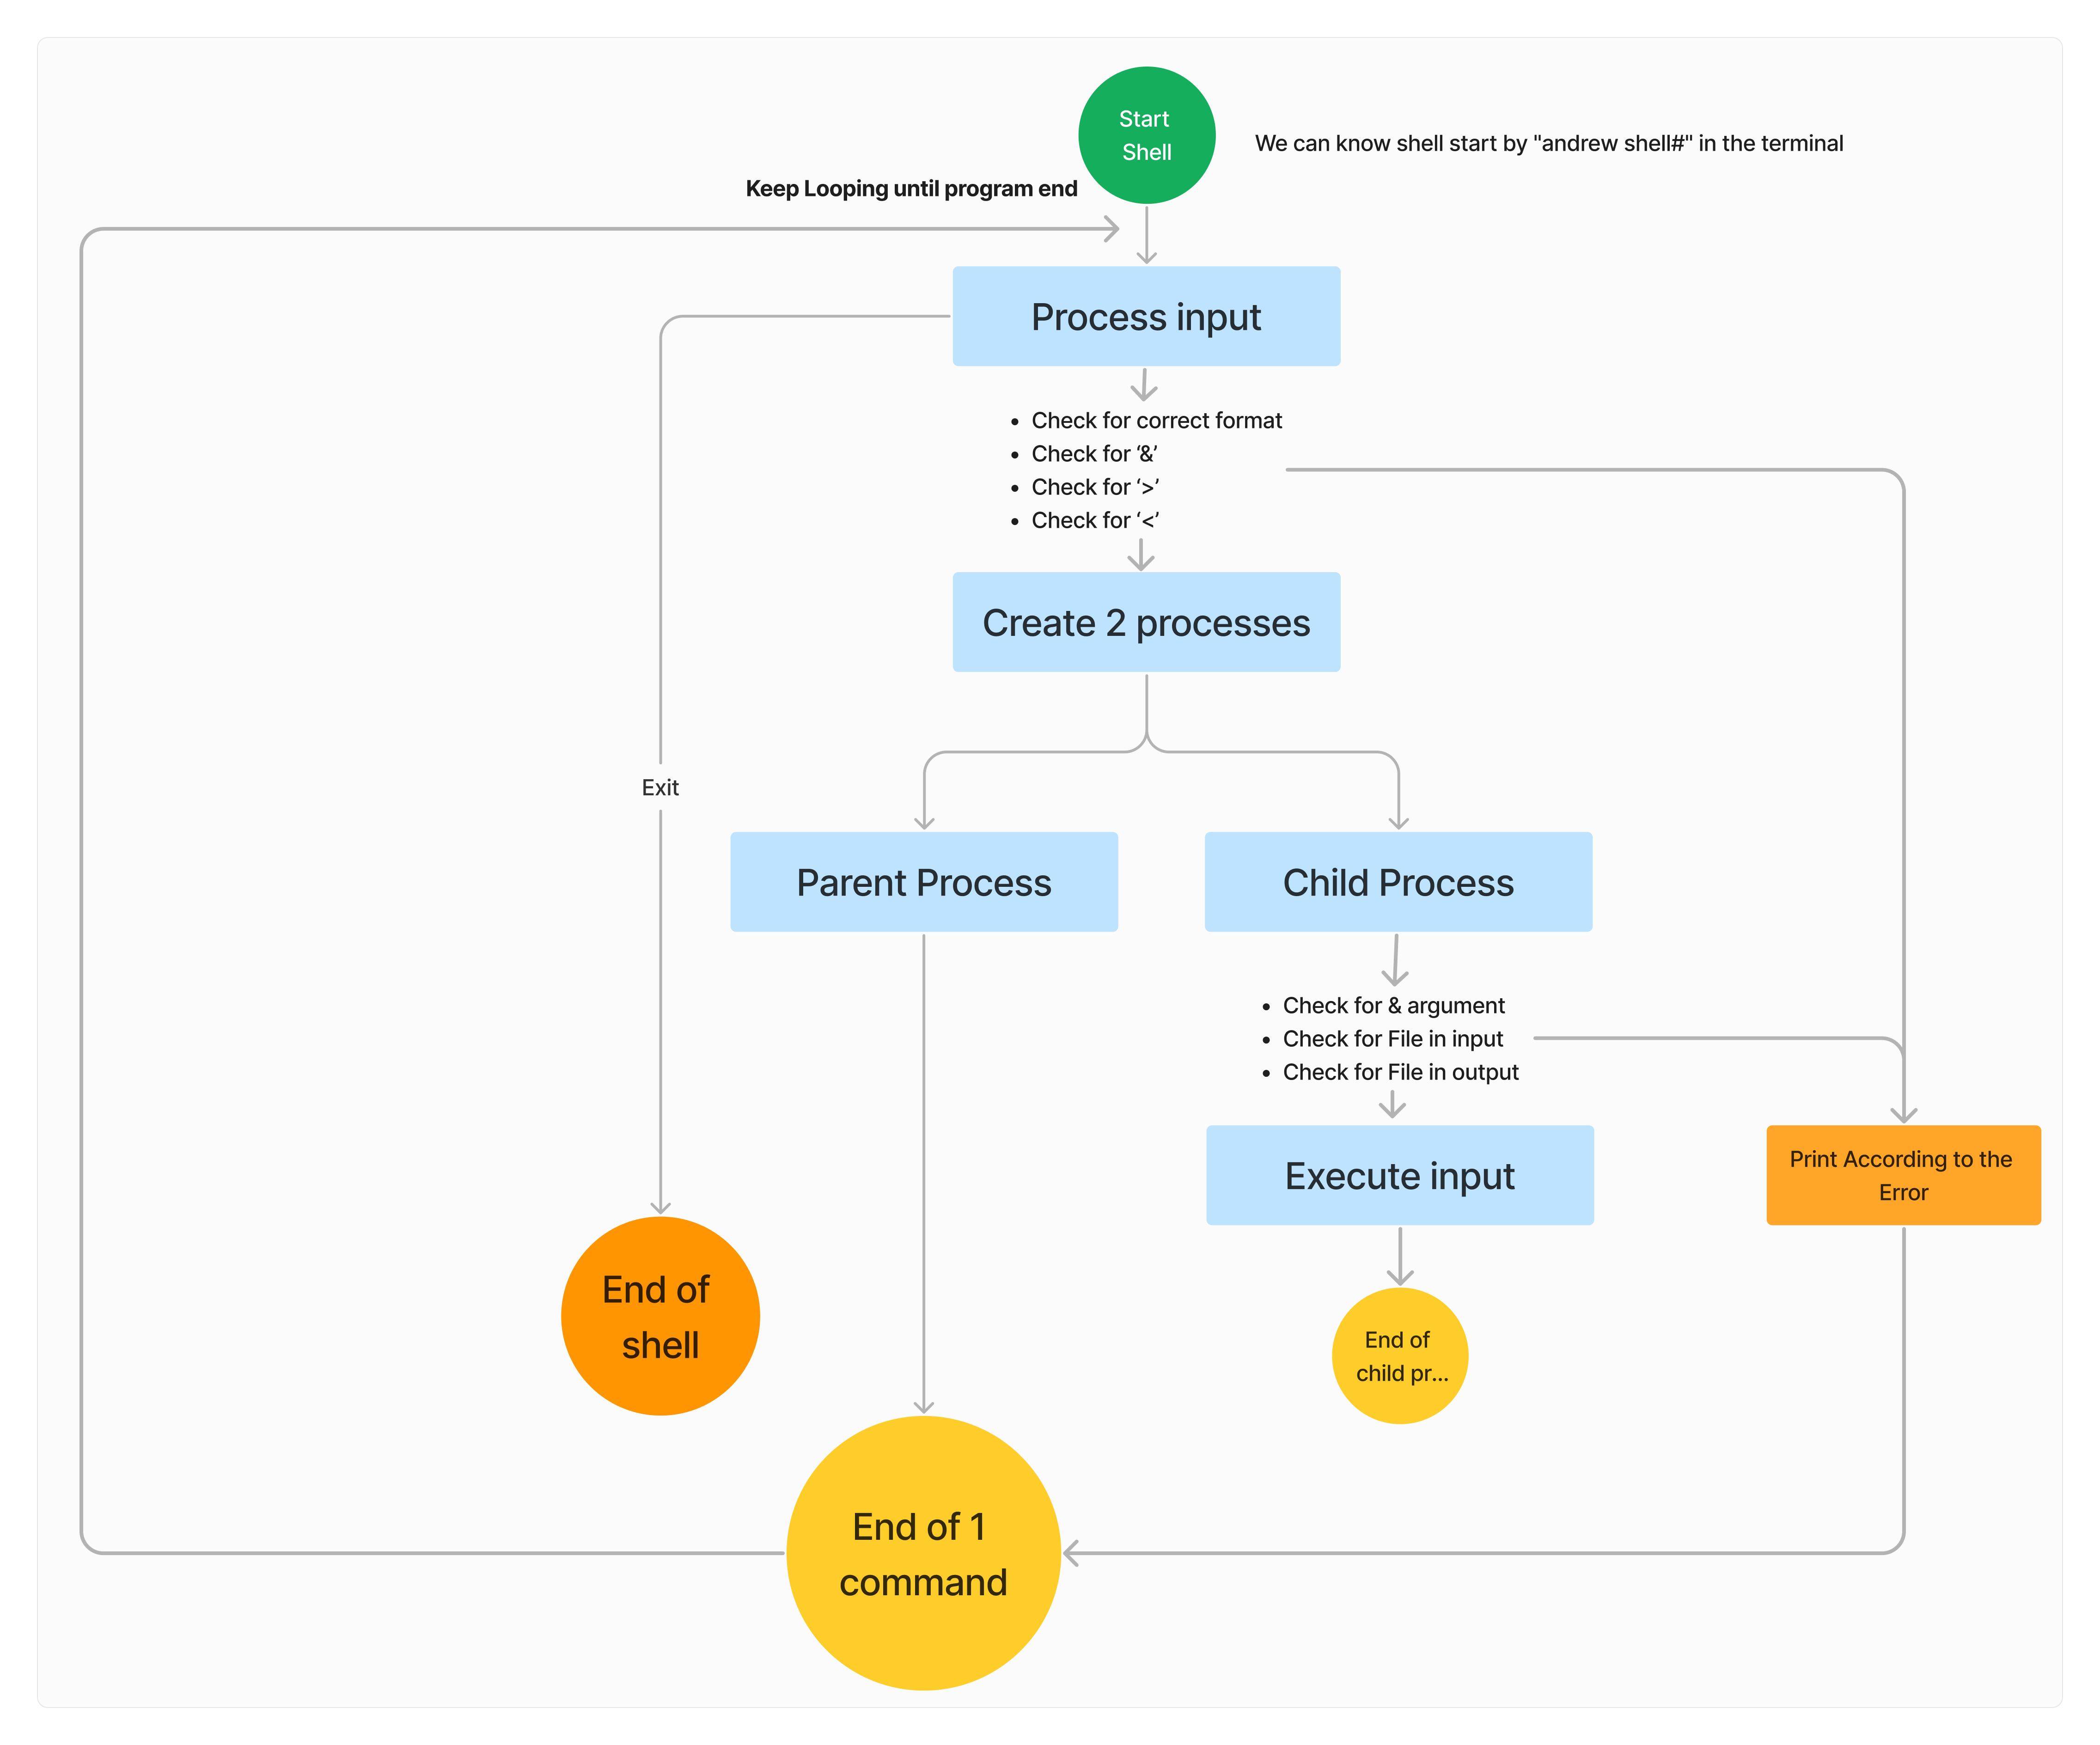 Start
Shell
We can know shell start by "andrew shell#" in the terminal
Keep Looping until program end
Process input
• Check for correct format
• Check for ‘&’
• Check for ‘>’
• Check for ‘<’
Create 2 processes
Exit
Parent Process
Child Process
• Check for & argument
• Check for File in input
• Check for File in output
Execute input
Print According to the
Error
End of
shell
End of
child pr...
End of 1
command